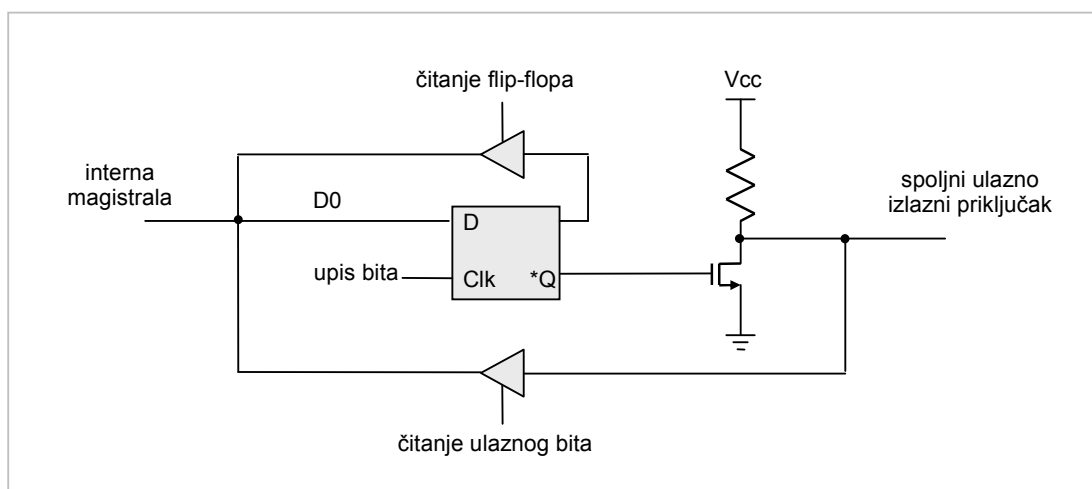 čitanje flip-flopa
Vcc
interna
magistrala
D0
spoljni ulazno
izlazni priključak
D
upis bita
Clk
*Q
čitanje ulaznog bita